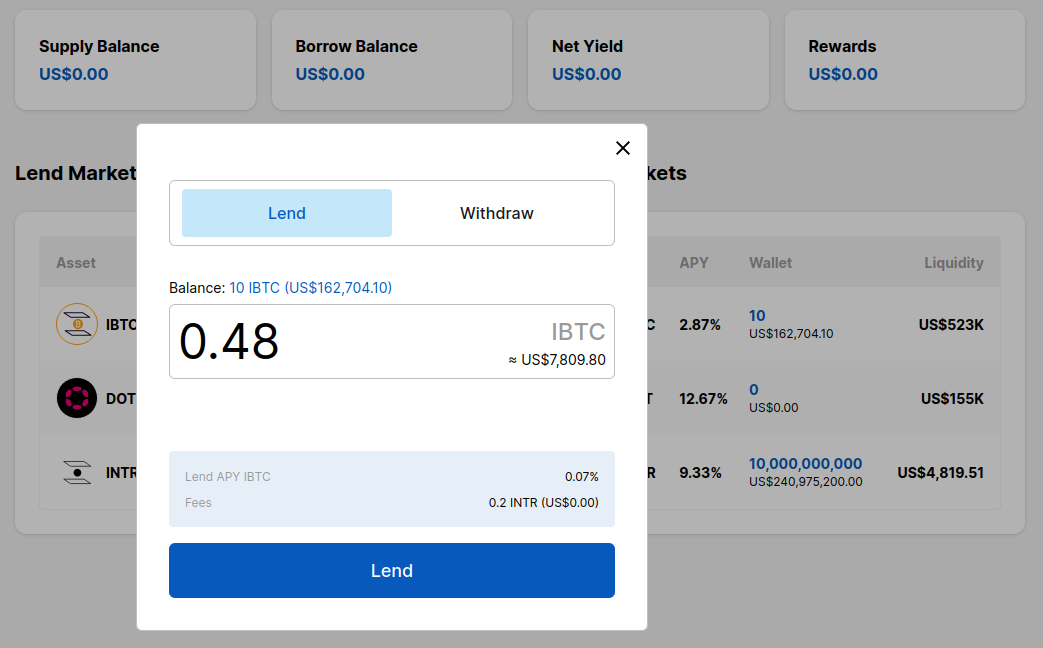 Supply Balance
US$0.00
Borrow Balance
US$0.00
Net Yield
US$0.00
Rewards
US$0.00
Lend Market
kets
Lend
Withdraw
Balance: 10 IBTC (US$162,704.10)
0.48
IBTC
≈ US$7,809.80
Lend APY IBTC 0.07%
Fees 0.2 INTR (US$0.00)
Lend
Asset
IBTC
DOT
INTR
APY Wallet Liquidity
C 2.87% 10 US$523K
US$162,704.10
T 12.67% 0 US$155K
US$0.00
R 9.33% 10,000,000,000 US$4,819.51
US$240,975,200.00